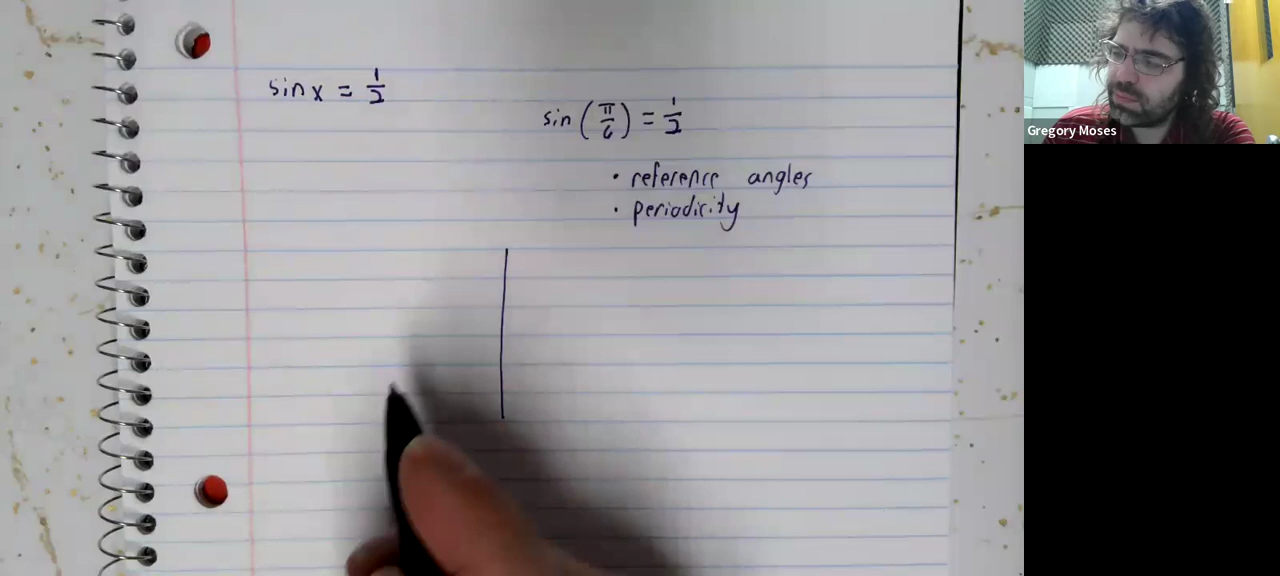 sin x = 1/2
sin (π/6) = 1/2
• reference angles
• periodicity
Gregory Moses